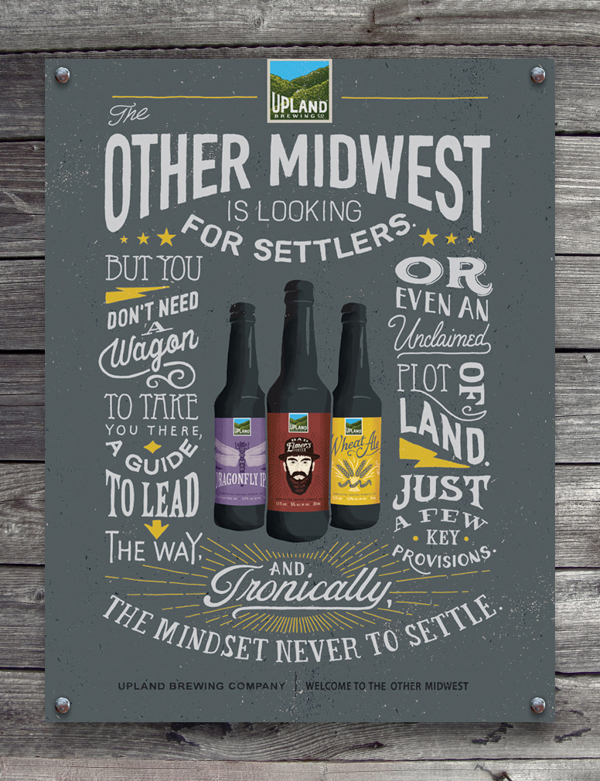 UPLAND
BREWING CO.
The
OTHER MIDWEST
IS LOOKING
FOR SETTLERS.
BUT YOU
DON'T NEED
A
Wagon
TO TAKE
YOU THERE,
A GUIDE
TO LEAD
THE WAY,
OR
EVEN AN
Unclaimed
PLOT OF
LAND.
JUST
A FEW
KEY
PROVISIONS.
UPLAND
RAGONFLY IP
UPLAND
BAD
Elmer's
PORTER
UPLAND
Wheat Ale
AND
Ironically,
THE MINDSET NEVER TO SETTLE.
UPLAND BREWING COMPANY | WELCOME TO THE OTHER MIDWEST